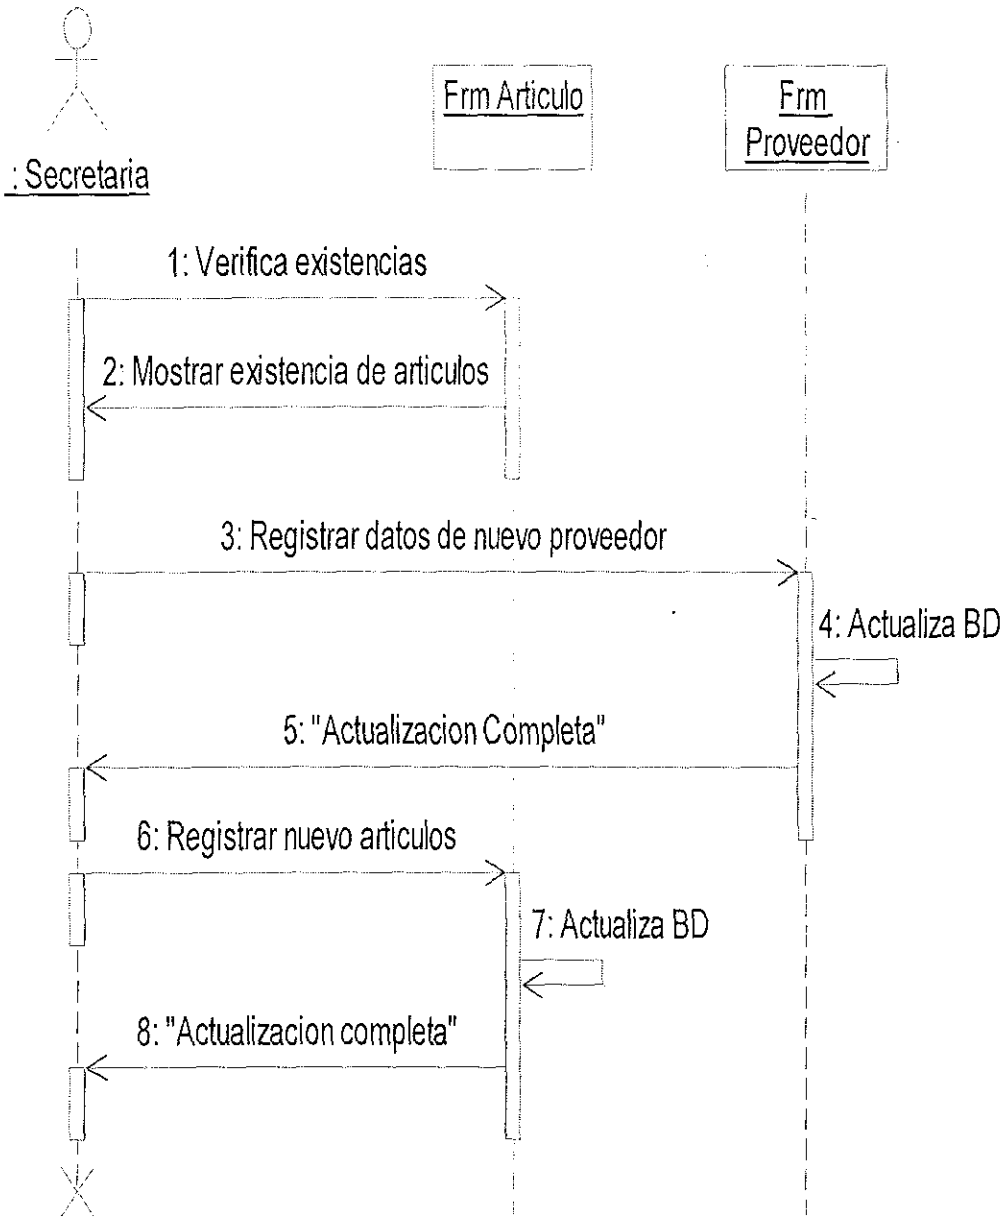 Frm Articulo
Frm
Proveedor
: Secretaria
1: Verifica existencias
2: Mostrar existencia de articulos
3: Registrar datos de nuevo proveedor
4: Actualiza BD
5: "Actualizacion Completa"
6: Registrar nuevo articulos
7: Actualiza BD
8: "Actualizacion completa"